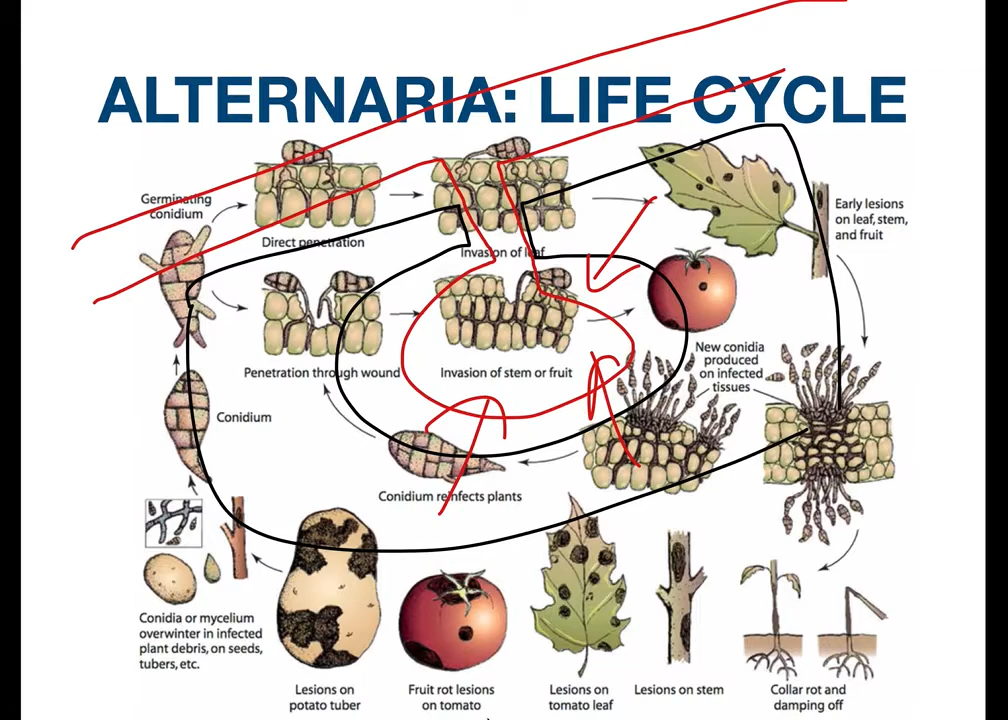 ALTERNARIA: LIFE CYCLE
Germinating
conidium
Direct penetration
Invasion of leaf
Early lesions
on leaf, stem,
and fruit
Penetration through wound
Invasion of stem or fruit
New conidia
produced
on infected
tissues
Conidium
Conidium reinfects plants
Conidia or mycelium
overwinter in infected
plant debris, on seeds,
tubers, etc.
Lesions on
potato tuber
Fruit rot lesions
on tomato
Lesions on
tomato leaf
Lesions on stem
Collar rot and
damping off